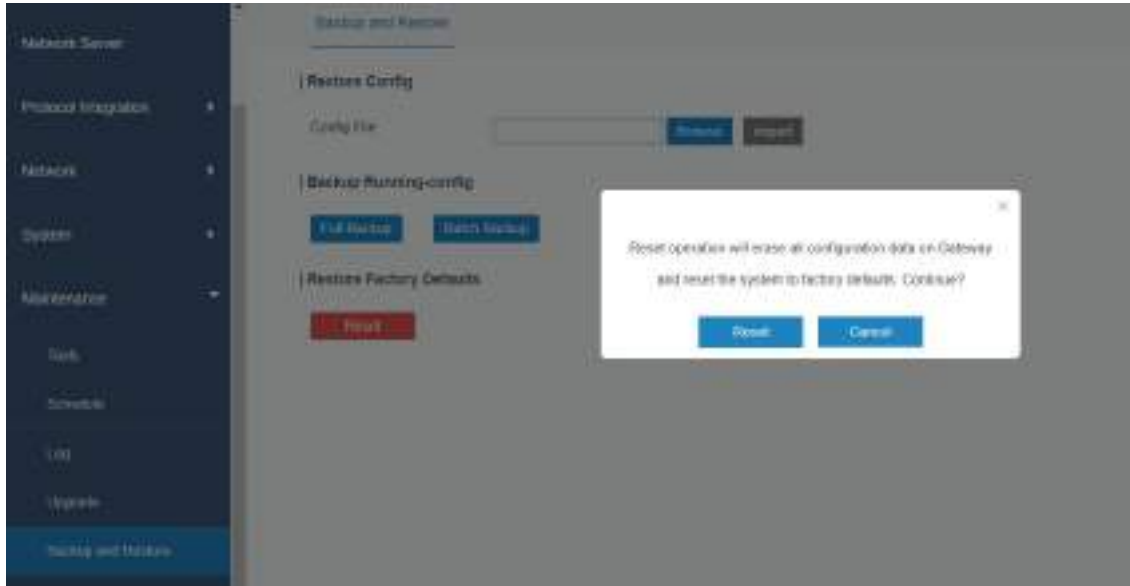 Network Server
Protocol Integration
Network
System
Maintenance
Tools
Schedule
Log
Upgrade
Backup and Restore
Backup and Restore
Restore Config
Config File
Browse
Import
Backup Running-config
Full Backup
Batch Backup
Restore Factory Defaults
Reset
Reset operation will erase all configuration data on Gateway
and reset the system to factory defaults. Continue?
Reset
Cancel